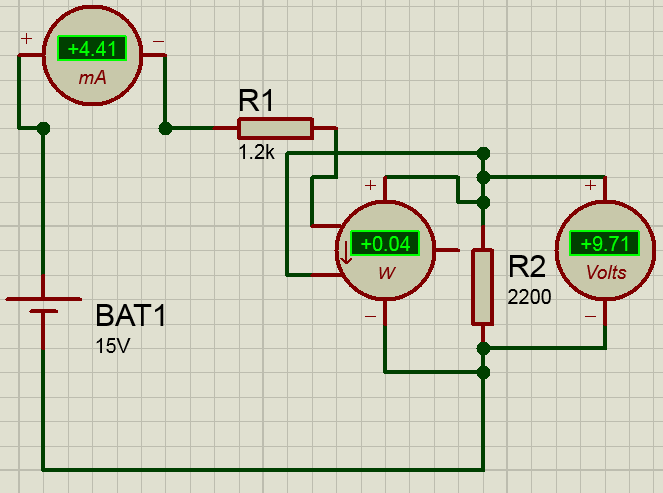 + +4.41 −
mA
R1
1.2k
+ +
+0.04 +9.71
W Volts
R2
2200
− −
BAT1
15V